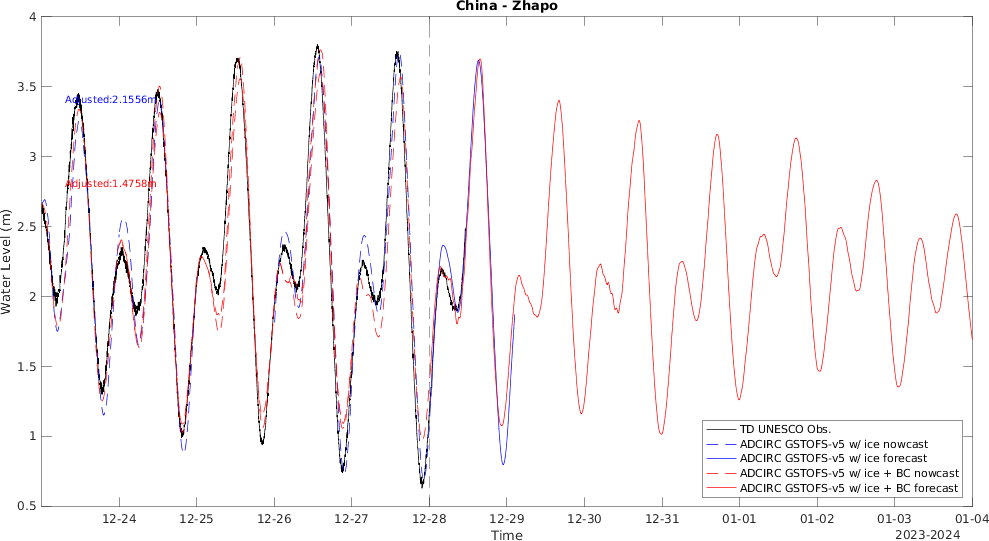 China - Zhapo
4
3.5
3
2.5
2
1.5
1
0.5
Water Level (m)
Adjusted:2.1556m
Adjusted:1.4758m
TD UNESCO Obs.
ADCIRC GSTOFS-v5 w/ ice nowcast
ADCIRC GSTOFS-v5 w/ ice forecast
ADCIRC GSTOFS-v5 w/ ice + BC nowcast
ADCIRC GSTOFS-v5 w/ ice + BC forecast
12-24 12-25 12-26 12-27 12-28 12-29 12-30 12-31 01-01 01-02 01-03 01-04
Time
2023-2024